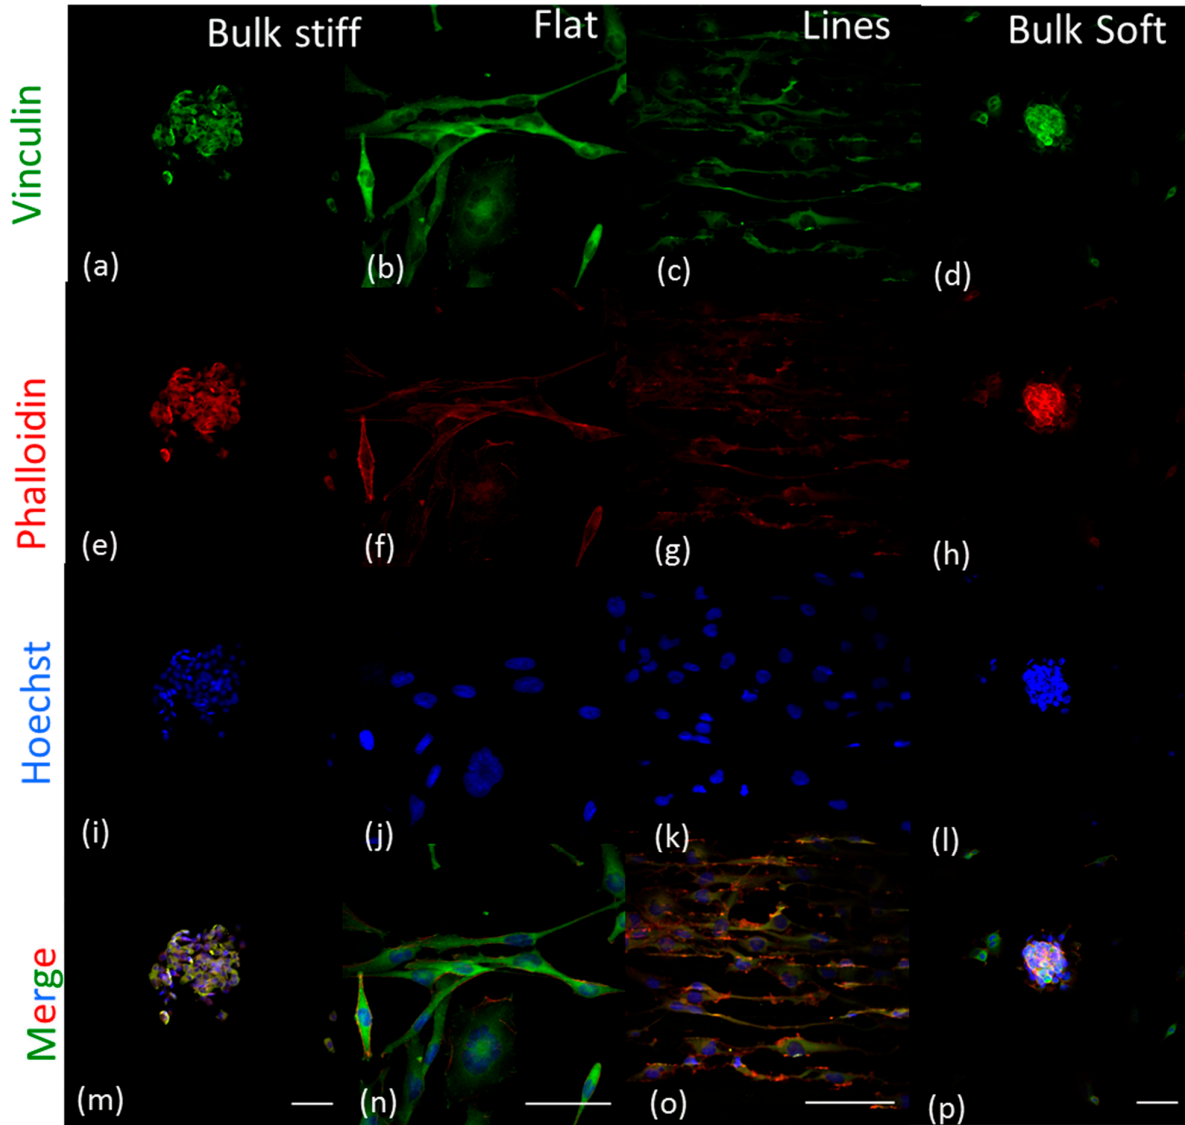 Bulk stiff
Flat
Lines
Bulk Soft
Vinculin
(a)
(b)
(c)
(d)
Phalloidin
(e)
(f)
(g)
(h)
Hoechst
(i)
(j)
(k)
(l)
Merge
(m)
(n)
(o)
(p)